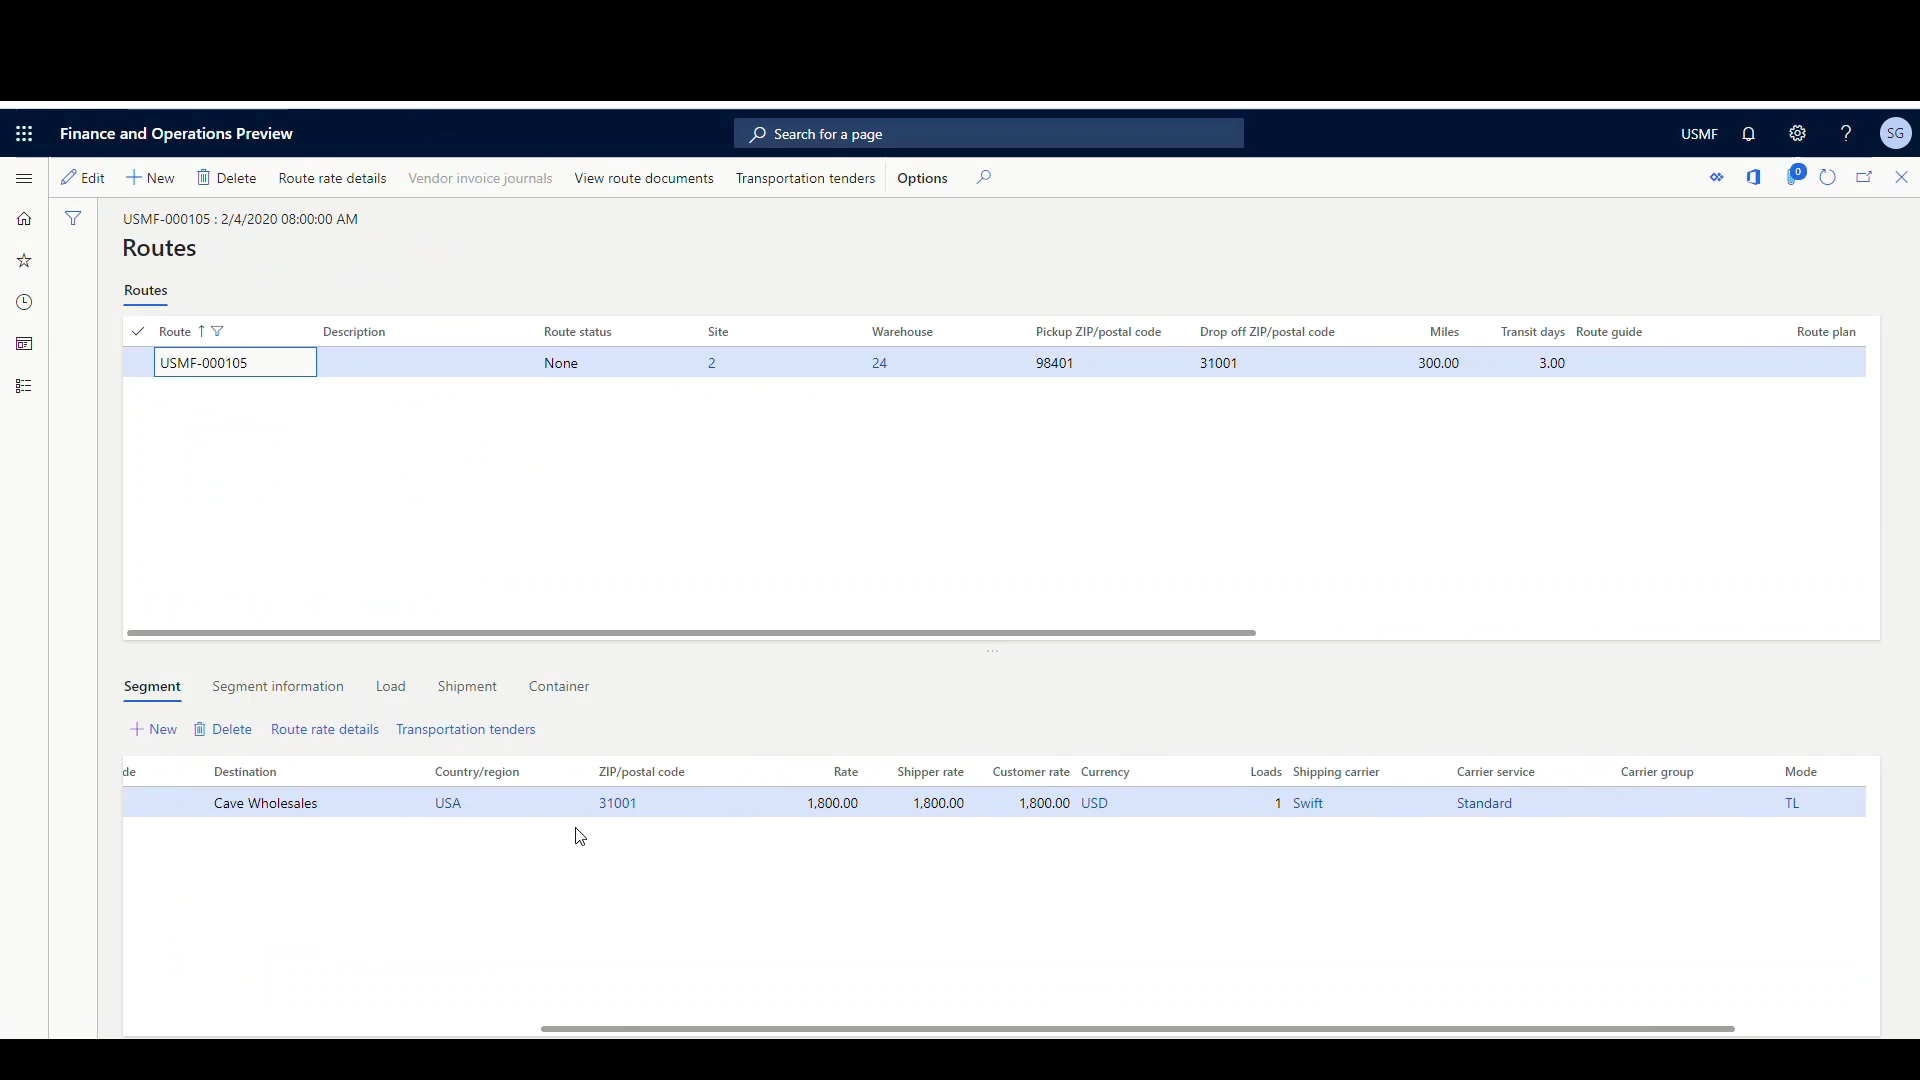 Finance and Operations Preview
Search for a page
USMF
?
SG
Edit
New
Delete
Route rate details
Vendor invoice journals
View route documents
Transportation tenders
Options
0
USMF-000105 : 2/4/2020 08:00:00 AM
Routes
Routes
Route Description Route status Site Warehouse Pickup ZIP/postal code Drop off ZIP/postal code Miles Transit days Route guide Route plan
USMF-000105 None 2 24 98401 31001 300.00 3.00
...
Segment Segment information Load Shipment Container
New Delete Route rate details Transportation tenders
de Destination Country/region ZIP/postal code Rate Shipper rate Customer rate Currency Loads Shipping carrier Carrier service Carrier group Mode
Cave Wholesales USA 31001 1,800.00 1,800.00 1,800.00 USD 1 Swift Standard TL